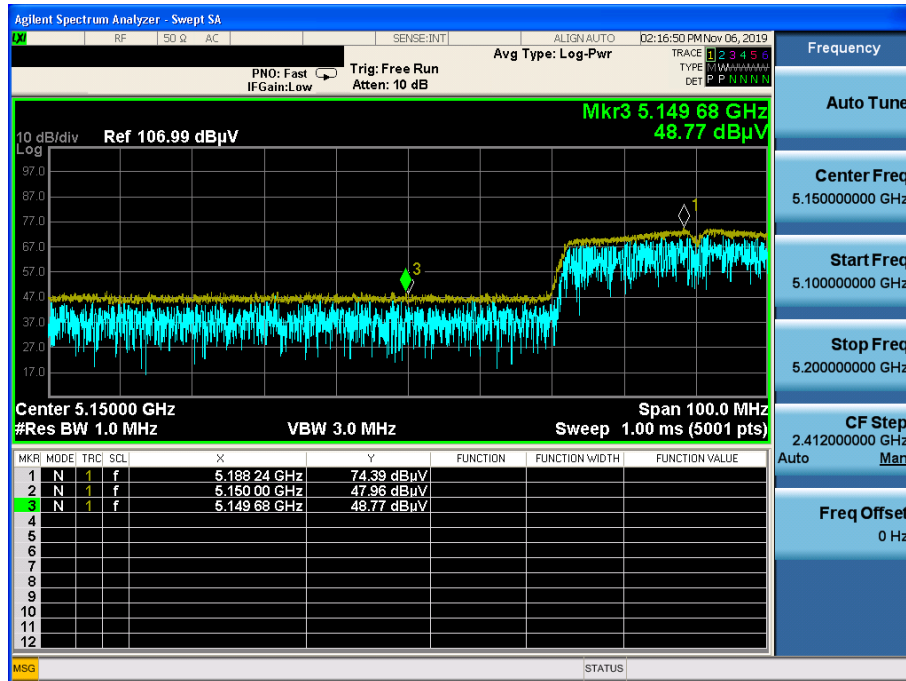 Agilent Spectrum Analyzer - Swept SA
LXI RF 50 Ω AC SENSE:INT ALIGN AUTO 02:16:50 PM Nov 06, 2019
Avg Type: Log-Pwr TRACE 1 2 3 4 5 6
PNO: Fast Trig: Free Run TYPE M W W W W W
IFGain:Low Atten: 10 dB DET P P N N N N
Mkr3 5.149 68 GHz
10 dB/div Ref 106.99 dBµV 48.77 dBµV
Log
97.0
87.0
77.0
67.0
57.0
47.0
37.0
27.0
17.0
1
3
Center 5.15000 GHz Span 100.0 MHz
#Res BW 1.0 MHz VBW 3.0 MHz Sweep 1.00 ms (5001 pts)
MKR MODE TRC SCL X Y FUNCTION FUNCTION WIDTH FUNCTION VALUE
1 N 1 f 5.188 24 GHz 74.39 dBµV
2 N 1 f 5.150 00 GHz 47.96 dBµV
3 N 1 f 5.149 68 GHz 48.77 dBµV
4
5
6
7
8
9
10
11
12
MSG STATUS
Frequency
Auto Tune
Center Freq
5.150000000 GHz
Start Freq
5.100000000 GHz
Stop Freq
5.200000000 GHz
CF Step
2.412000000 GHz
Auto Man
Freq Offset
0 Hz